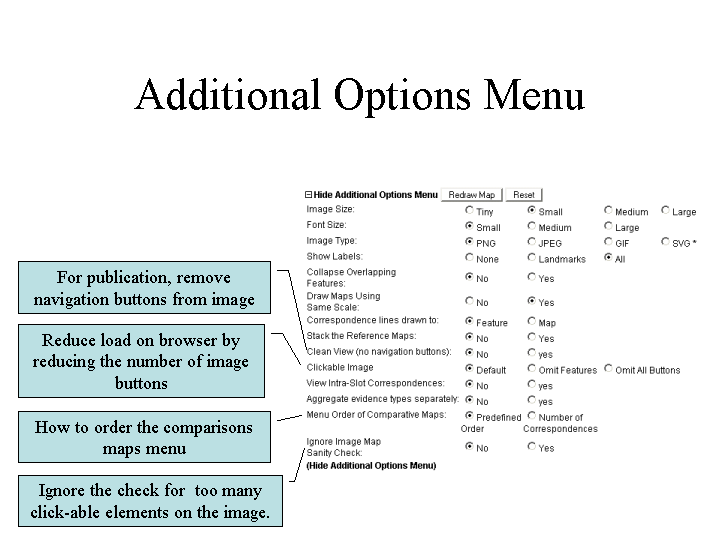 Additional Options Menu
Hide Additional Options Menu Redraw Map Reset
Image Size: Tiny Small Medium Large
Font Size: Small Medium Large
Image Type: PNG JPEG GIF SVG *
Show Labels: None Landmarks All
Collapse Overlapping
Features: No Yes
Draw Maps Using
Same Scale: No Yes
Correspondence lines drawn to: Feature Map
Stack the Reference Maps: No Yes
Clean View (no navigation buttons): No yes
Clickable Image Default Omit Features Omit All Buttons
View Intra-Slot Correspondences: No yes
Aggregate evidence types separately: No yes
Menu Order of Comparative Maps: Predefined Number of
Order Correspondences
Ignore Image Map
Sanity Check: No Yes
(Hide Additional Options Menu)
For publication, remove
navigation buttons from image
Reduce load on browser by
reducing the number of image
buttons
How to order the comparisons
maps menu
Ignore the check for too many
click-able elements on the image.